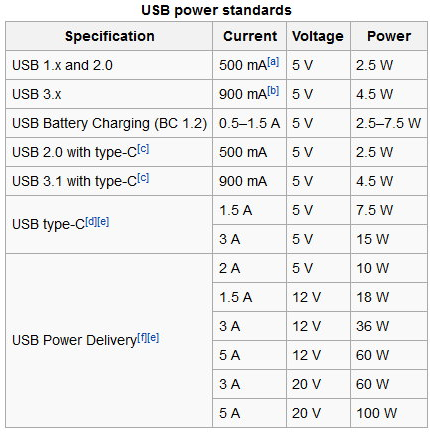 USB power standards
Specification Current Voltage Power
USB 1.x and 2.0 500 mA[a] 5 V 2.5 W
USB 3.x 900 mA[b] 5 V 4.5 W
USB Battery Charging (BC 1.2) 0.5–1.5 A 5 V 2.5–7.5 W
USB 2.0 with type-C[c] 500 mA 5 V 2.5 W
USB 3.1 with type-C[c] 900 mA 5 V 4.5 W
USB type-C[d][e] 1.5 A 5 V 7.5 W
3 A 5 V 15 W
USB Power Delivery[f][e] 2 A 5 V 10 W
1.5 A 12 V 18 W
3 A 12 V 36 W
5 A 12 V 60 W
3 A 20 V 60 W
5 A 20 V 100 W